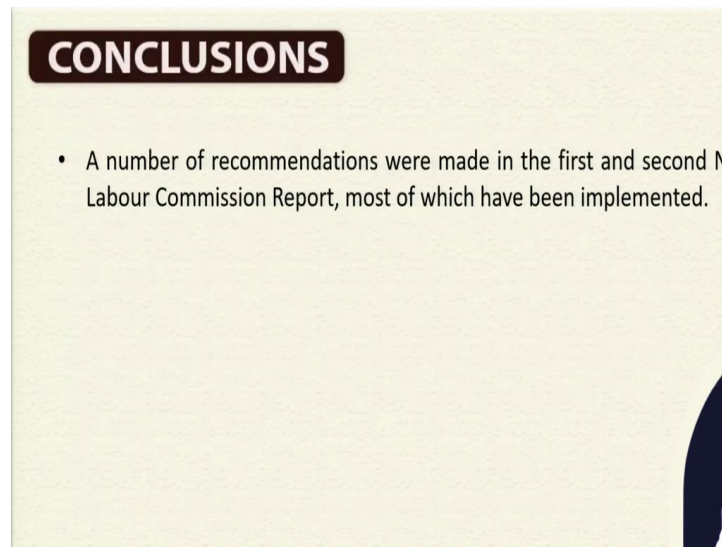 CONCLUSIONS
• A number of recommendations were made in the first and second
Labour Commission Report, most of which have been implemented.